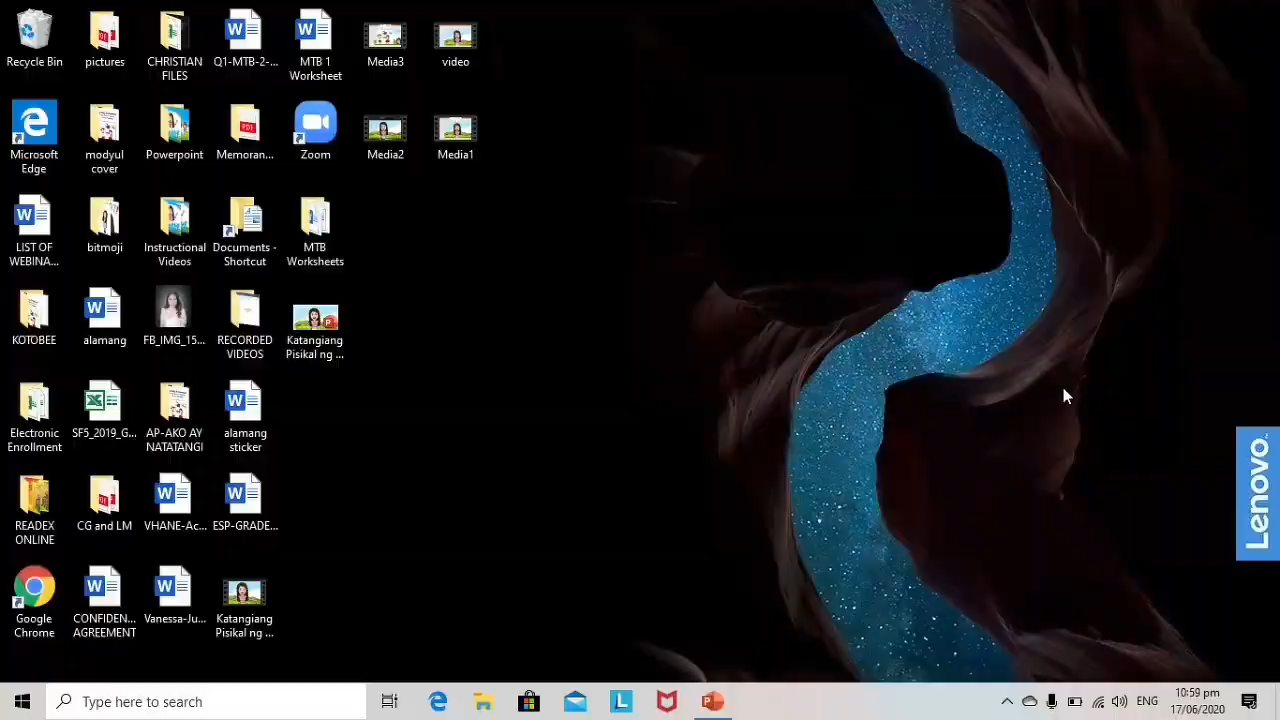 Recycle Bin
pictures
CHRISTIAN
FILES
Q1-MTB-2-...
MTB 1
Worksheet
Media3
video
Microsoft
Edge
modyul
cover
Powerpoint
Memoran...
Zoom
Media2
Media1
LIST OF
WEBINA...
bitmoji
Instructional
Videos
Documents -
Shortcut
MTB
Worksheets
KOTOBEE
alamang
FB_IMG_15...
RECORDED
VIDEOS
Katangiang
Pisikal ng ...
Electronic
Enrollment
SF5_2019_G...
AP-AKO AY
NATATANGI
alamang
sticker
READEX
ONLINE
CG and LM
VHANE-Ac...
ESP-GRADE...
Google
Chrome
CONFIDEN...
AGREEMENT
Vanessa-Ju...
Katangiang
Pisikal ng ...
Lenovo
Type here to search
ENG
10:59 pm
17/06/2020